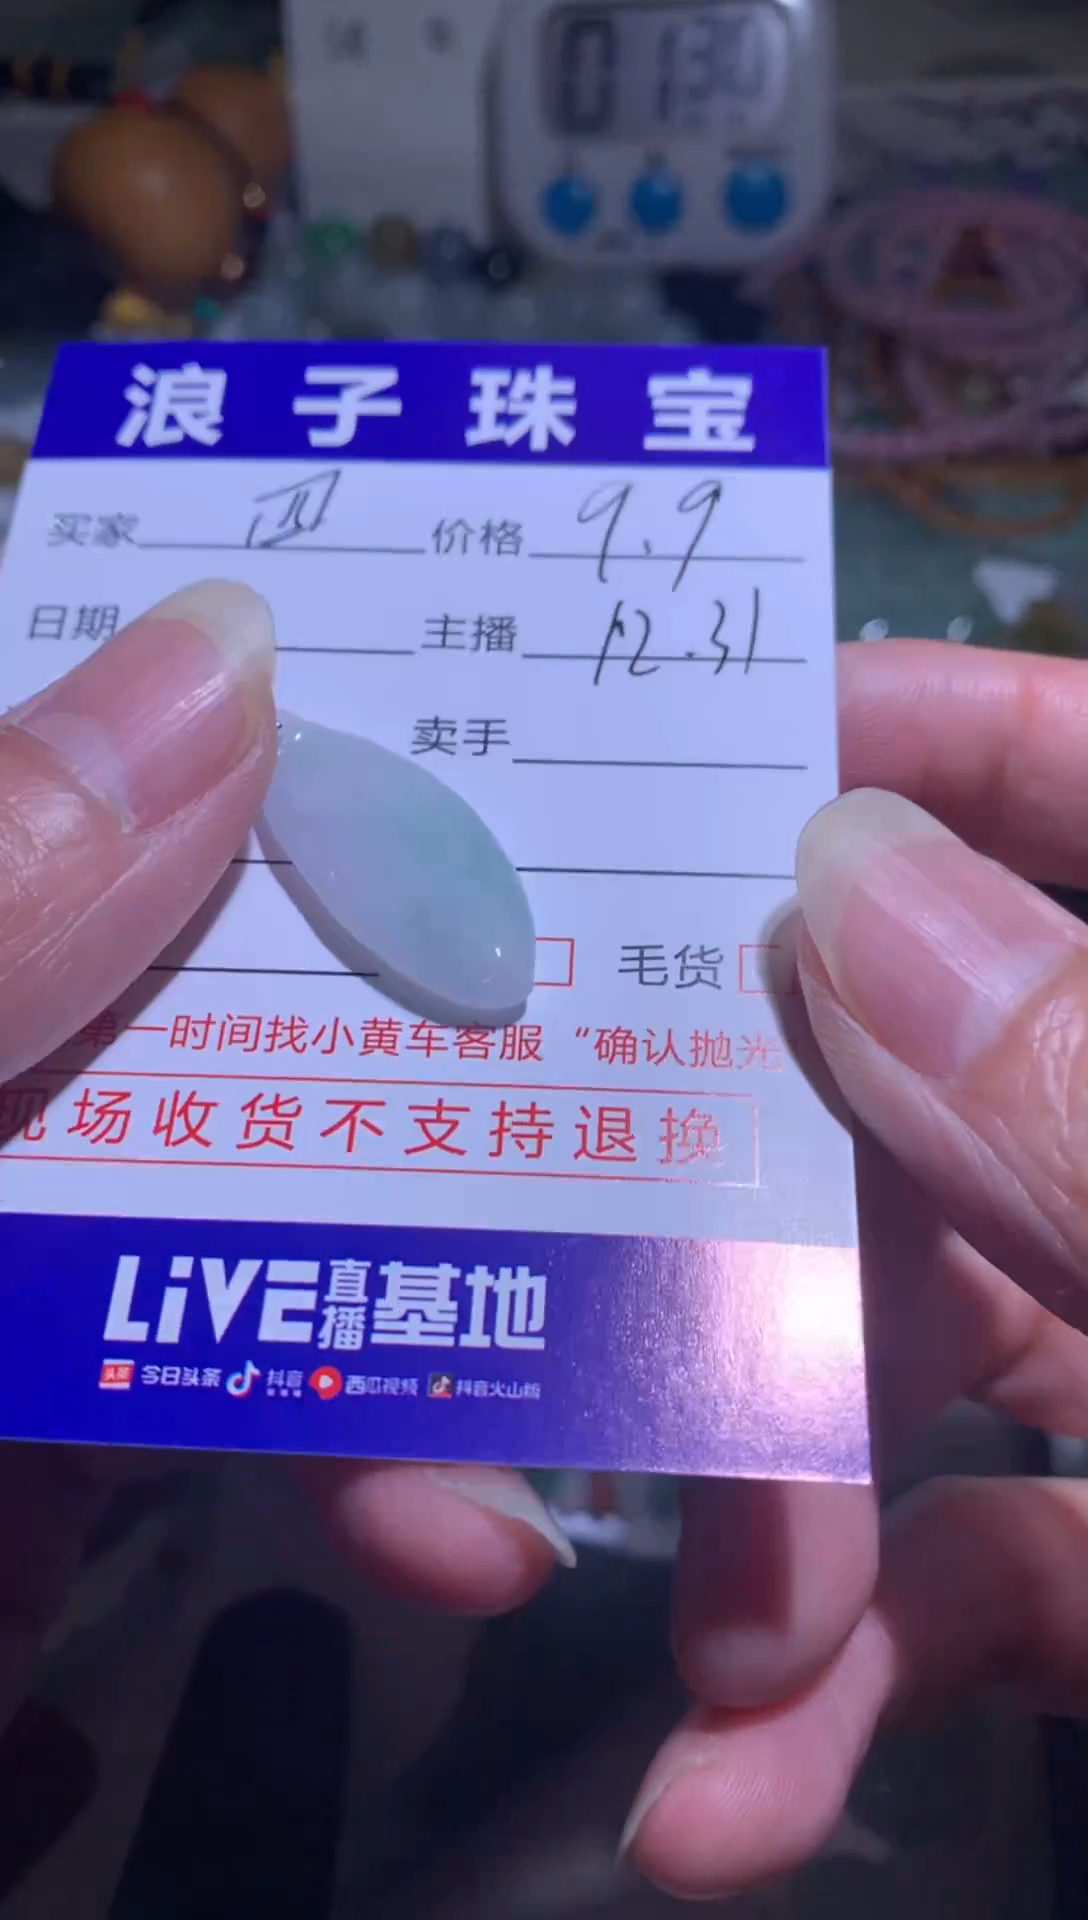 浪子珠宝
买家 四 价格 9.9
日期 主播 12.31
卖手
毛货
第一时间找小黄车客服“确认抛光
现场收货不支持退换
LiVE直播基地
头条 今日头条 抖音 西瓜视频 抖音火山版